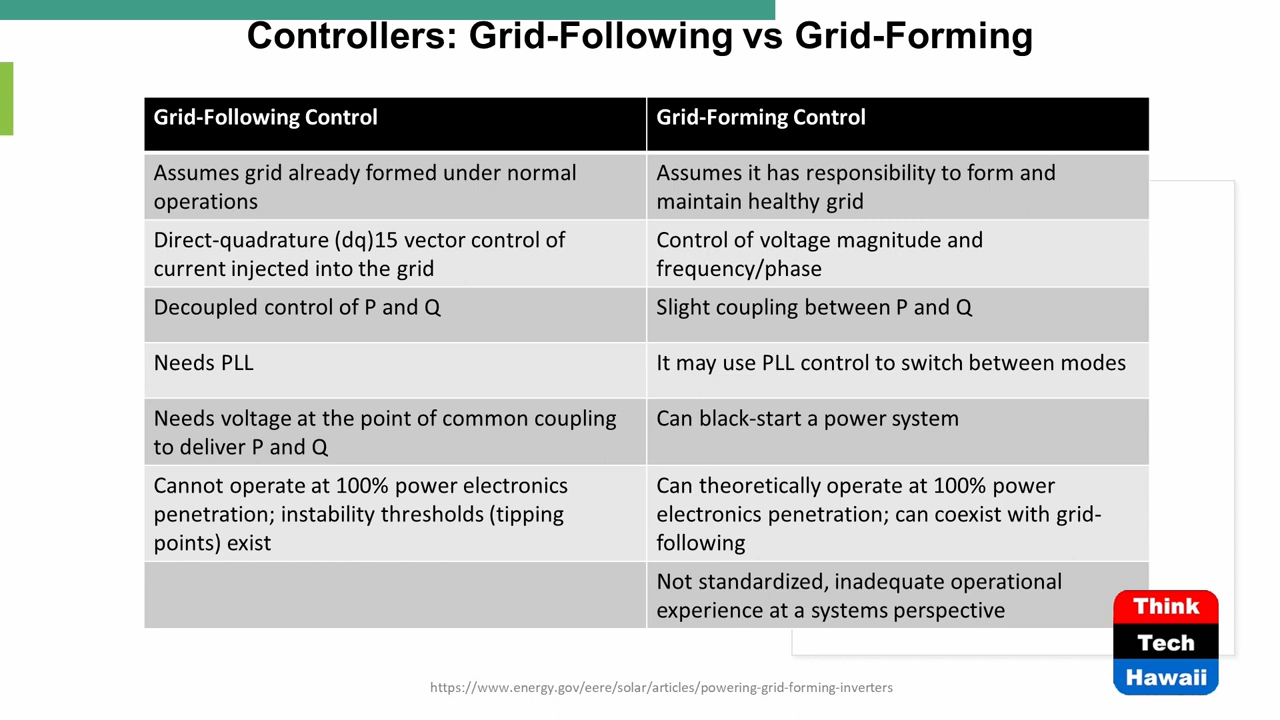 Controllers: Grid-Following vs Grid-Forming
Grid-Following Control
Grid-Forming Control
Assumes grid already formed under normal
operations
Assumes it has responsibility to form and
maintain healthy grid
Direct-quadrature (dq)15 vector control of
current injected into the grid
Control of voltage magnitude and
frequency/phase
Decoupled control of P and Q
Slight coupling between P and Q
Needs PLL
It may use PLL control to switch between modes
Needs voltage at the point of common coupling
to deliver P and Q
Can black-start a power system
Cannot operate at 100% power electronics
penetration; instability thresholds (tipping
points) exist
Can theoretically operate at 100% power
electronics penetration; can coexist with grid-
following
Not standardized, inadequate operational
experience at a systems perspective
Think
Tech
Hawaii
https://www.energy.gov/eere/solar/articles/powering-grid-forming-inverters